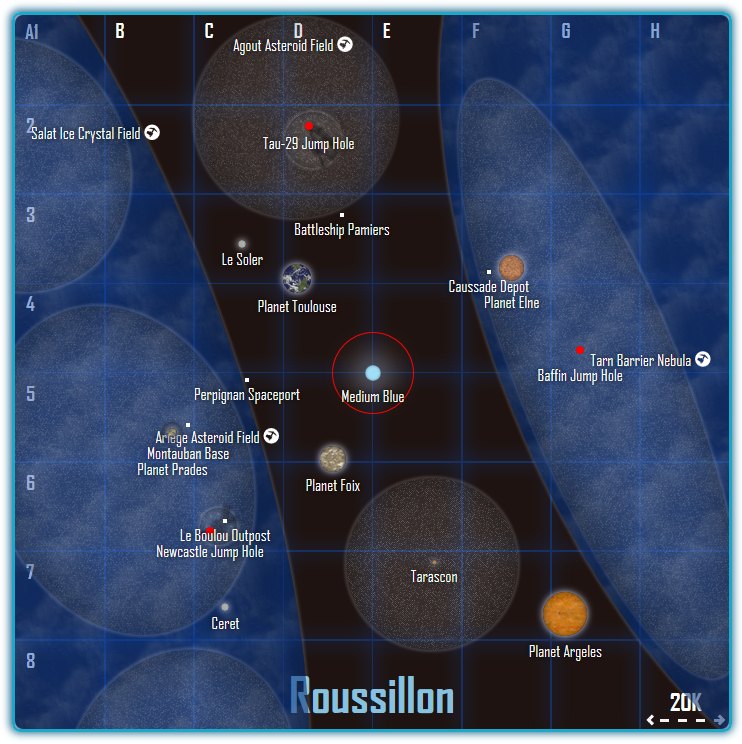 A1 B C D E F G H
Agout Asteroid Field
2
Salat Ice Crystal Field
Tau-29 Jump Hole
3
Battleship Pamiers
Le Soler
Caussade Depot
4
Planet Toulouse
Planet Elne
Tarn Barrier Nebula
Baffin Jump Hole
5
Perpignan Spaceport
Medium Blue
Ariege Asteroid Field
Montauban Base
Planet Prades
6
Planet Foix
Le Boulou Outpost
Newcastle Jump Hole
7
Tarascon
Ceret
Planet Argeles
8
Roussillon
20K